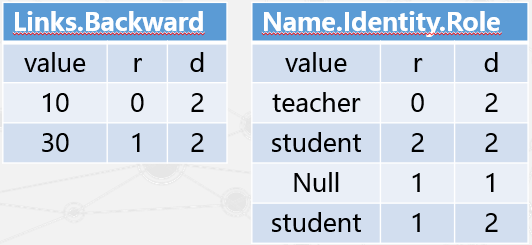 Links.Backward
value r d
10 0 2
30 1 2
Name.Identity.Role
value r d
teacher 0 2
student 2 2
Null 1 1
student 1 2